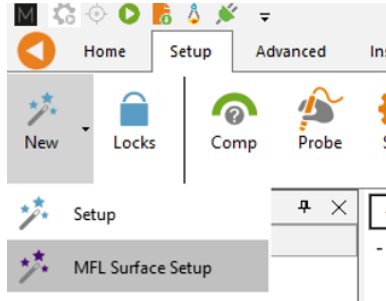 M
Home Setup Advanced Ins
New Locks Comp Probe S
Setup
MFL Surface Setup